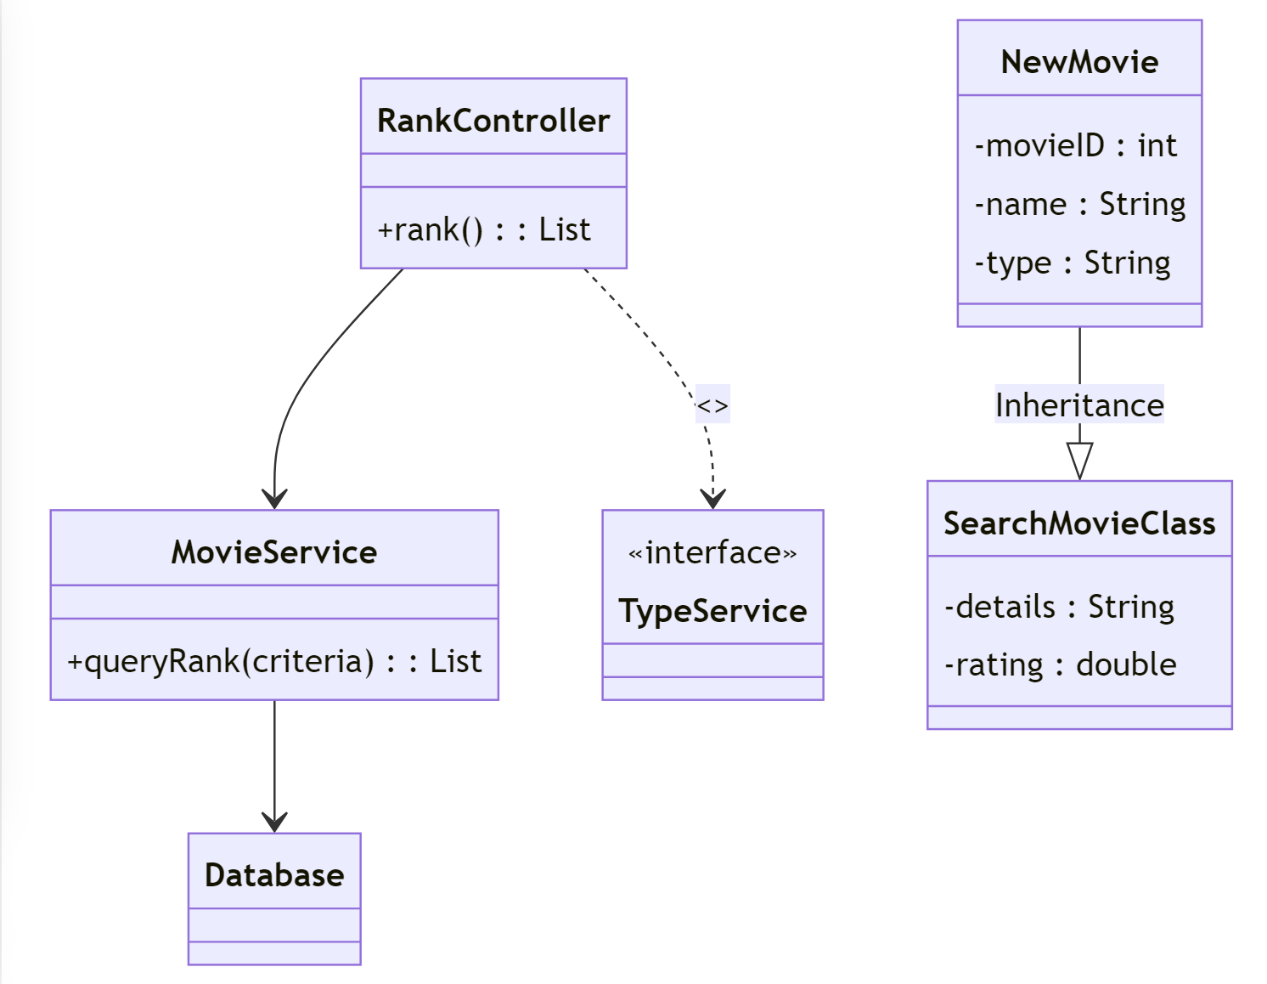 RankController
+rank() : : List
<>
MovieService
+queryRank(criteria) : : List
«interface»
TypeService
Database
NewMovie
-movieID : int
-name : String
-type : String
Inheritance
SearchMovieClass
-details : String
-rating : double